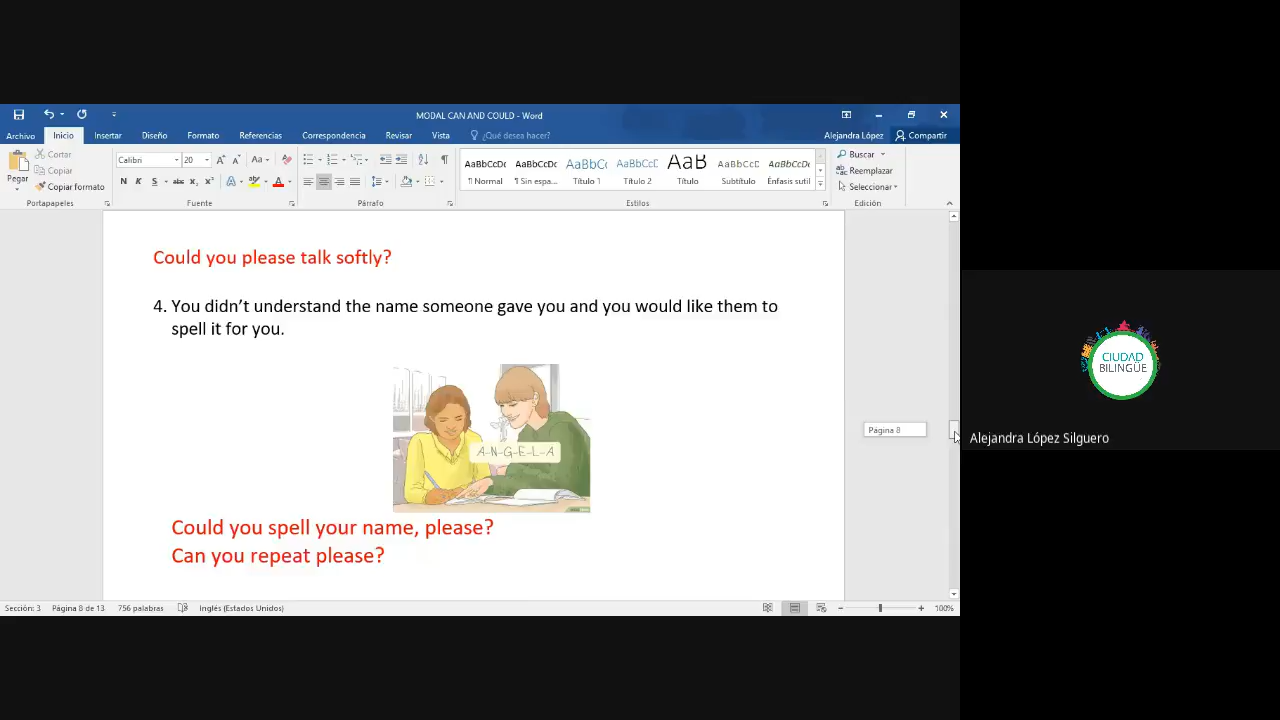 MODAL CAN AND COULD - Word
Archivo Inicio Insertar Diseño Formato Referencias Correspondencia Revisar Vista ¿Qué desea hacer? Alejandra López Compartir
Pegar
Cortar
Copiar
Copiar formato
Calibri 20
N K S abc x₂ x² A
AaBbCcDc AaBbCcDc AaBbCc AaBbCcC AaB AaBbCcD AaBbCcDc
¶ Normal ¶ Sin espa... Título 1 Título 2 Título Subtítulo Énfasis sutil
Buscar
Reemplazar
Seleccionar
Portapapeles Fuente Párrafo Estilos Edición
Could you please talk softly?
4. You didn’t understand the name someone gave you and you would like them to
spell it for you.
A-N-G-E-L-A
Could you spell your name, please?
Can you repeat please?
Página 8
Sección: 3 Página 8 de 13 756 palabras Inglés (Estados Unidos) 100%
CIUDAD
BILINGÜE
Alejandra López Silguero